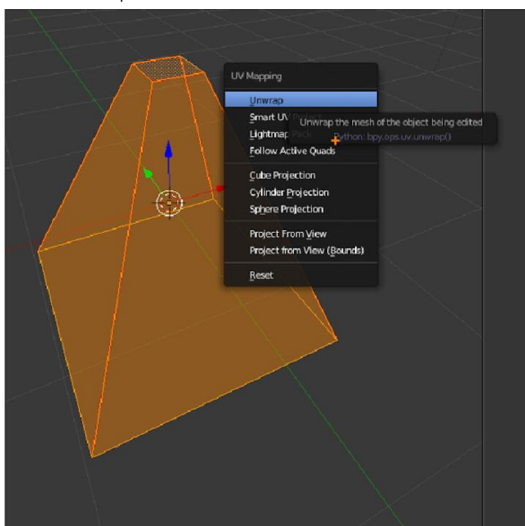 UV Mapping
Unwrap
Smart UV
Unwrap the mesh of the object being edited
Lightmap
Python: bpy.ops.uv.unwrap()
Follow Active Quads
Cube Projection
Cylinder Projection
Sphere Projection
Project From View
Project from View (Bounds)
Reset